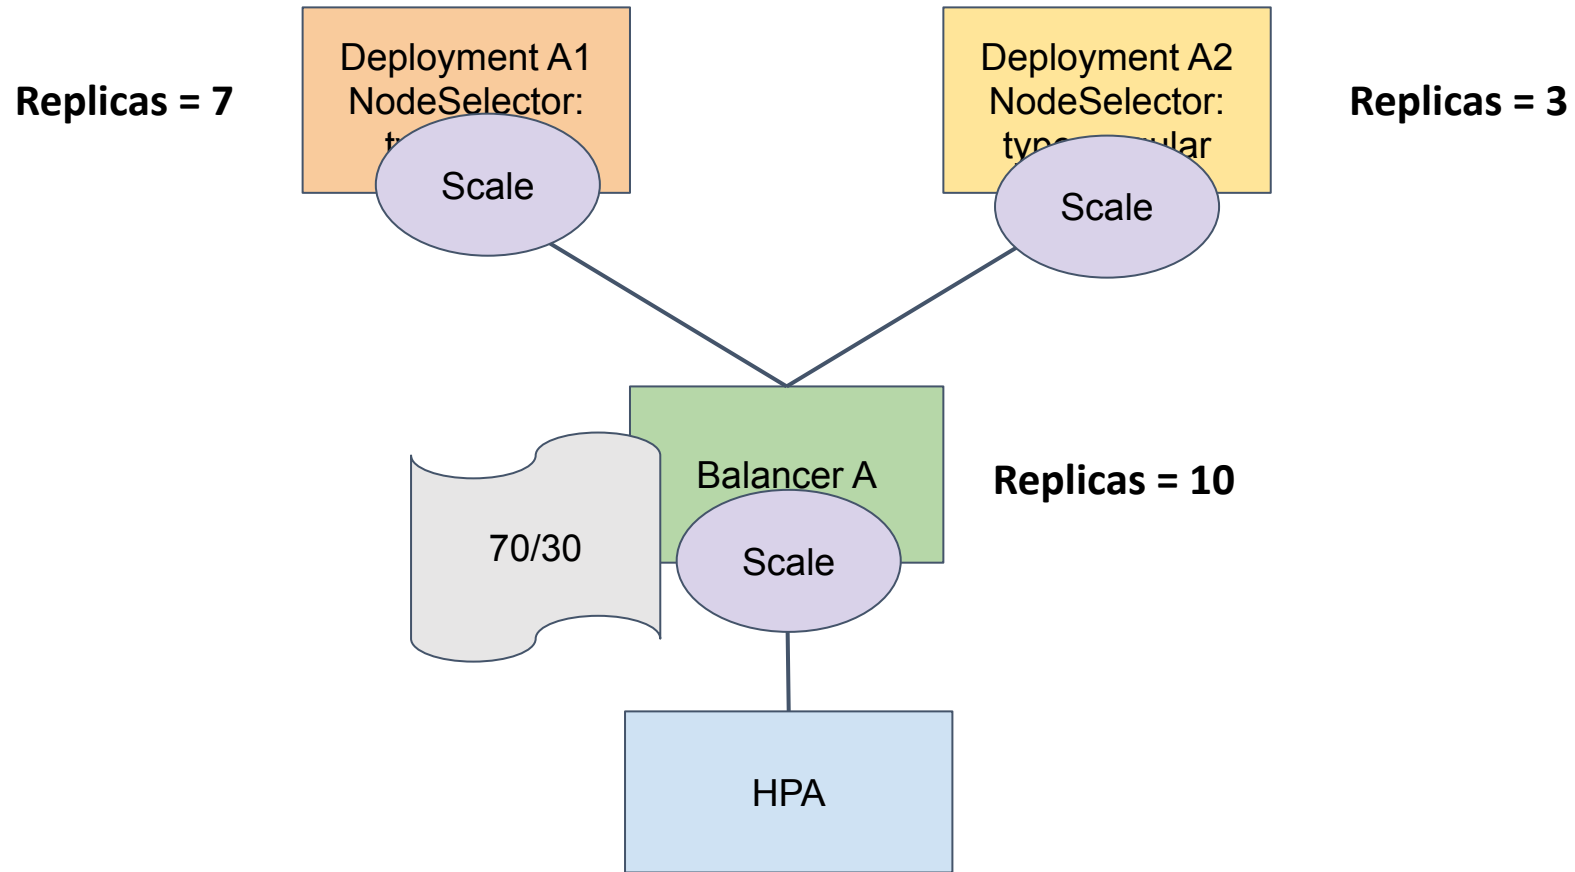 Deployment A1
NodeSelector:
Replicas = 7
Scale
Deployment A2
NodeSelector:
Replicas = 3
Scale
Balancer A
Replicas = 10
70/30
Scale
HPA